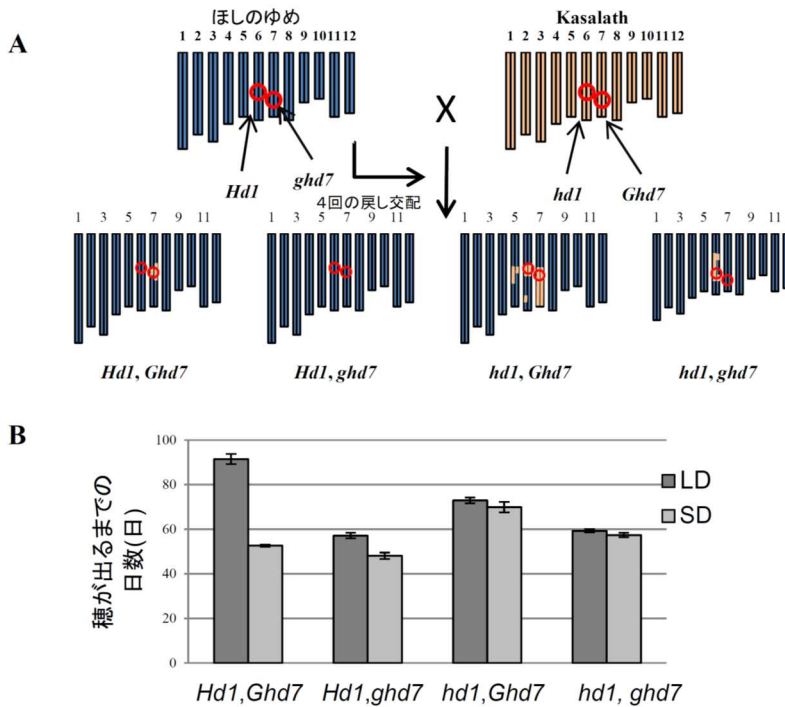 A
ほしのゆめ
1 2 3 4 5 6 7 8 9 10 11 12
Hd1
ghd7
X
Kasalath
1 2 3 4 5 6 7 8 9 10 11 12
hd1
Ghd7
4回の戻し交配
1 3 5 7 9 11
Hd1, Ghd7
1 3 5 7 9 11
Hd1, ghd7
1 3 5 7 9 11
hd1, Ghd7
1 3 5 7 9 11
hd1, ghd7
B
穂が出るまでの
日数(日)
100
80
60
40
20
0
LD
SD
Hd1,Ghd7
Hd1,ghd7
hd1,Ghd7
hd1, ghd7